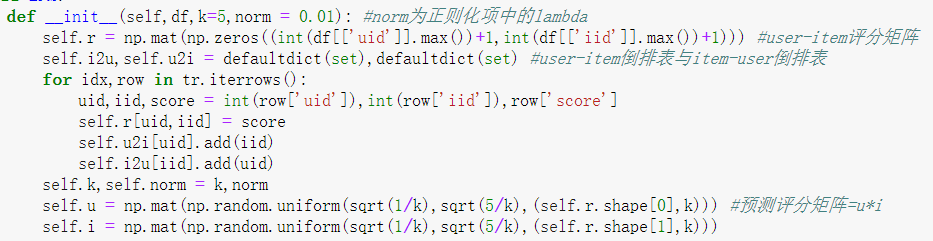 def __init__(self,df,k=5,norm = 0.01): #norm为正则化项中的lambda
self.r = np.mat(np.zeros((int(df[['uid']].max())+1,int(df[['iid']].max())+1))) #user-item评分矩阵
self.i2u,self.u2i = defaultdict(set),defaultdict(set) #user-item倒排表与item-user倒排表
for idx,row in tr.iterrows():
uid,iid,score = int(row['uid']),int(row['iid']),row['score']
self.r[uid,iid] = score
self.u2i[uid].add(iid)
self.i2u[iid].add(uid)
self.k,self.norm = k,norm
self.u = np.mat(np.random.uniform(sqrt(1/k),sqrt(5/k),(self.r.shape[0],k))) #预测评分矩阵=u*i
self.i = np.mat(np.random.uniform(sqrt(1/k),sqrt(5/k),(self.r.shape[1],k)))